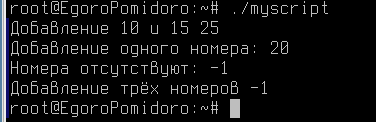 root@EgoroPomidoro:~# ./myscript
Добавление 10 и 15 25
Добавление одного номера: 20
Номера отсутствуют: -1
Добавление трёх номеров -1
root@EgoroPomidoro:~#